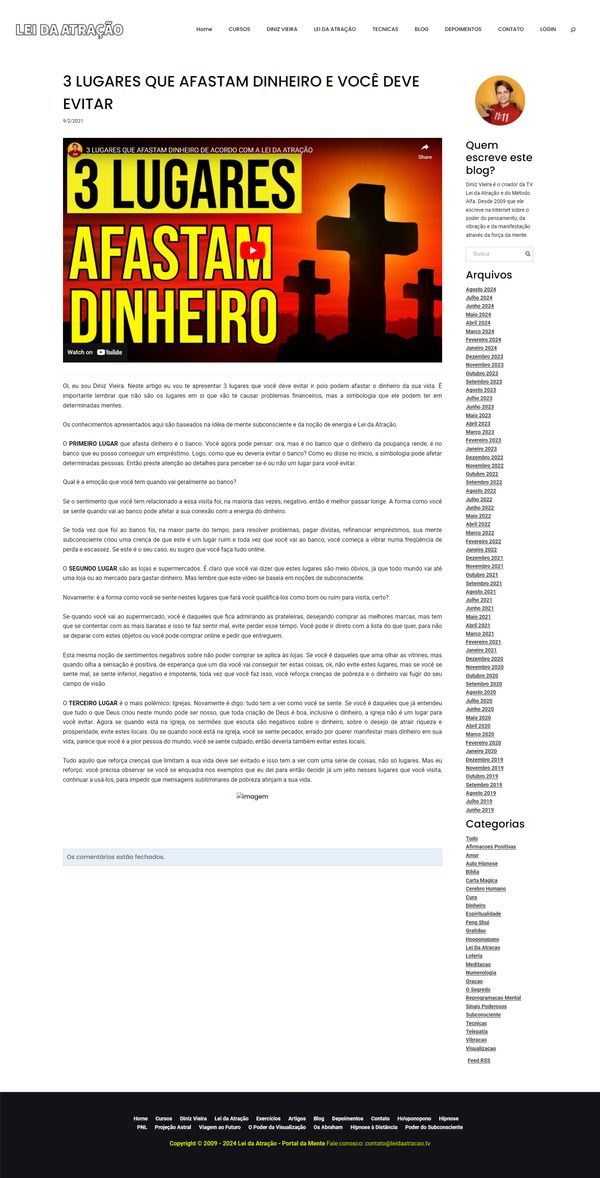 LEI DA ATRAÇÃO
Home CURSOS DINIZ VIEIRA LEI DA ATRAÇÃO TECNICAS BLOG DEPOIMENTOS CONTATO LOGIN
3 LUGARES QUE AFASTAM DINHEIRO E VOCÊ DEVE
EVITAR
9/2/2021
3 LUGARES QUE AFASTAM DINHEIRO DE ACORDO COM A LEI DA ATRAÇÃO
Share
3 LUGARES
AFASTAM
DINHEIRO
Watch on YouTube
Oi, eu sou Diniz Vieira. Neste artigo eu vou te apresentar 3 lugares que você deve evitar ir pois podem afastar o dinheiro da sua vida. É
importante lembrar que não são os lugares em si que vão te causar problemas financeiros, mas a simbologia que ele podem ter em
determinadas mentes.
Os conhecimentos apresentados aqui são baseados na idéia de mente subconsciente e da noção de energia e Lei da Atração.
O PRIMEIRO LUGAR que afasta dinheiro é o banco. Você agora pode pensar: ora, mas é no banco que o dinheiro da poupança rende, é no
banco que eu posso conseguir um empréstimo. Logo, como que eu deveria evitar o banco? Como eu disse no início, a simbologia pode afetar
determinadas pessoas. Então preste atenção ao detalhes para perceber se é ou não um lugar para você evitar.
Qual é a emoção que você tem quando vai geralmente ao banco?
Se o sentimento que você tem relacionado a essa visita foi, na maioria das vezes, negativo, então é melhor passar longe. A forma como você
se sente quando vai ao banco pode afetar a sua conexão com a energia do dinheiro.
Se toda vez que foi ao banco foi, na maior parte do tempo, para resolver problemas, pagar dívidas, refinanciar empréstimos, sua mente
subconsciente criou uma crença de que este é um lugar ruim e toda vez que você vai ao banco, você começa a vibrar numa freqüência de
perda e escassez. Se este é o seu caso, eu sugiro que você faça tudo online.
O SEGUNDO LUGAR são as lojas e supermercados. É claro que você vai dizer que estes lugares são meio óbvios, já que todo mundo vai até
uma loja ou ao mercado para gastar dinheiro. Mas lembre que este vídeo se baseia em noções de subconsciente.
Novamente: é a forma como você se sente nestes lugares que fará você qualificá-los como bom ou ruim para visita, certo?
Se quando você vai ao supermercado, você é daqueles que fica admirando as prateleiras, desejando comprar as melhores marcas, mas tem
que se contentar com as mais baratas e isso te faz sentir mal, evite perder esse tempo. Você pode ir direto com a lista do que quer, para não
se deparar com estes objetos ou você pode comprar online e pedir que entreguem.
Esta mesma noção de sentimentos negativos sobre não poder comprar se aplica às lojas. Se você é daqueles que ama olhar as vitrines, mas
quando olha a sensação é positiva, de esperança que um dia você vai conseguir ter estas coisas, ok, não evite estes lugares, mas se você se
sente mal, se sente inferior, negativo e impotente, toda vez que você faz isso, você reforça crenças de pobreza e o dinheiro vai fugir do seu
campo de visão.
O TERCEIRO LUGAR é o mais polêmico: Igrejas. Novamente é digo: tudo tem a ver como você se sente. Se você é daqueles que já entendeu
que tudo o que Deus criou neste mundo pode ser nosso, que toda criação de Deus é boa, inclusive o dinheiro, a igreja não é um lugar para
você evitar. Agora se quando está na igreja, os sermões que escuta são negativos sobre o dinheiro, sobre o desejo de atrair riqueza e
prosperidade, evite estes locais. Ou se quando você está na igreja, você se sente pecador, errado por querer manifestar mais dinheiro em sua
vida, parece que você é a pior pessoa do mundo, você se sente culpado, então deveria também evitar estes locais.
Tudo aquilo que reforça crenças que limitam a sua vida deve ser evitado e isso tem a ver com uma série de coisas, não só lugares. Mas eu
reforço: você precisa observar se você se enquadra nos exemplos que eu dei para então decidir já um jeito nesses lugares que você visita,
continuar a usá-los, para impedir que mensagens subliminares de pobreza atinjam a sua vida.
Imagem
Os comentários estão fechados.
11:11
Quem
escreve este
blog?
Diniz Vieira é o criador da TV
Lei da Atração e do Método
Alfa. Desde 2009 que ele
escreve na internet sobre o
poder do pensamento, da
vibração e da manifestação
através da força da mente.
Busca
Arquivos
Agosto 2024
Julho 2024
Junho 2024
Maio 2024
Abril 2024
Março 2024
Fevereiro 2024
Janeiro 2024
Dezembro 2023
Novembro 2023
Outubro 2023
Setembro 2023
Agosto 2023
Julho 2023
Junho 2023
Maio 2023
Abril 2023
Março 2023
Fevereiro 2023
Janeiro 2023
Dezembro 2022
Novembro 2022
Outubro 2022
Setembro 2022
Agosto 2022
Julho 2022
Junho 2022
Maio 2022
Abril 2022
Março 2022
Fevereiro 2022
Janeiro 2022
Dezembro 2021
Novembro 2021
Outubro 2021
Setembro 2021
Agosto 2021
Julho 2021
Junho 2021
Maio 2021
Abril 2021
Março 2021
Fevereiro 2021
Janeiro 2021
Dezembro 2020
Novembro 2020
Outubro 2020
Setembro 2020
Agosto 2020
Julho 2020
Junho 2020
Maio 2020
Abril 2020
Março 2020
Fevereiro 2020
Janeiro 2020
Dezembro 2019
Novembro 2019
Outubro 2019
Setembro 2019
Agosto 2019
Julho 2019
Junho 2019
Categorias
Tudo
Afirmacoes Positivas
Amor
Auto Hipnose
Biblia
Carta Magica
Cerebro Humano
Cura
Dinheiro
Espiritualidade
Feng Shui
Gratidao
Hooponopono
Lei Da Atracao
Loteria
Meditacao
Numerologia
Oracao
O Segredo
Reprogramacao Mental
Sinais Poderosos
Subconsciente
Tecnicas
Telepatia
Vibracao
Visualizacao
Feed RSS
Home Cursos Diniz Vieira Lei da Atração Exercícios Artigos Blog Depoimentos Contato Ho'oponopono Hipnose
PNL Projeção Astral Viagem ao Futuro O Poder da Visualização Os Abraham Hipnose à Distância Poder do Subconsciente
Copyright © 2009 - 2024 Lei da Atração - Portal da Mente Fale conosco: contato@leidaatracao.tv